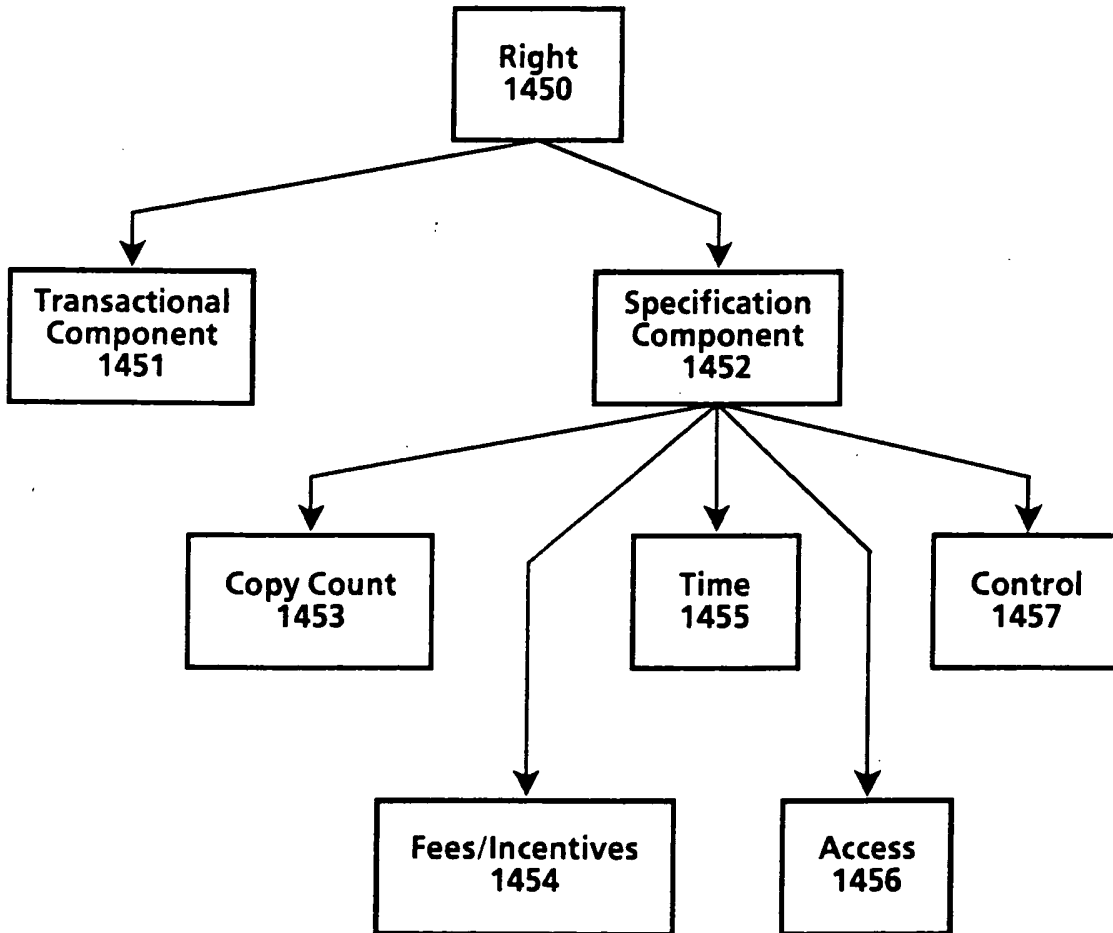 Right
1450
Transactional
Component
1451
Specification
Component
1452
Copy Count
1453
Time
1455
Control
1457
Fees/Incentives
1454
Access
1456